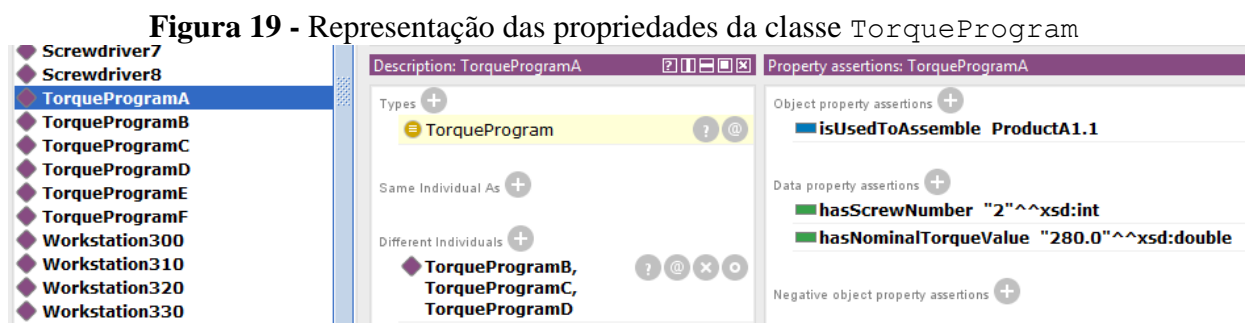 Figura 19 - Representação das propriedades da classe TorqueProgram
Screwdriver7
Screwdriver8
TorqueProgramA
TorqueProgramB
TorqueProgramC
TorqueProgramD
TorqueProgramE
TorqueProgramF
Workstation300
Workstation310
Workstation320
Workstation330
Description: TorqueProgramA
Types
TorqueProgram
Same Individual As
Different Individuals
TorqueProgramB,
TorqueProgramC,
TorqueProgramD
Property assertions: TorqueProgramA
Object property assertions
isUsedToAssemble ProductA1.1
Data property assertions
hasScrewNumber "2"^^xsd:int
hasNominalTorqueValue "280.0"^^xsd:double
Negative object property assertions